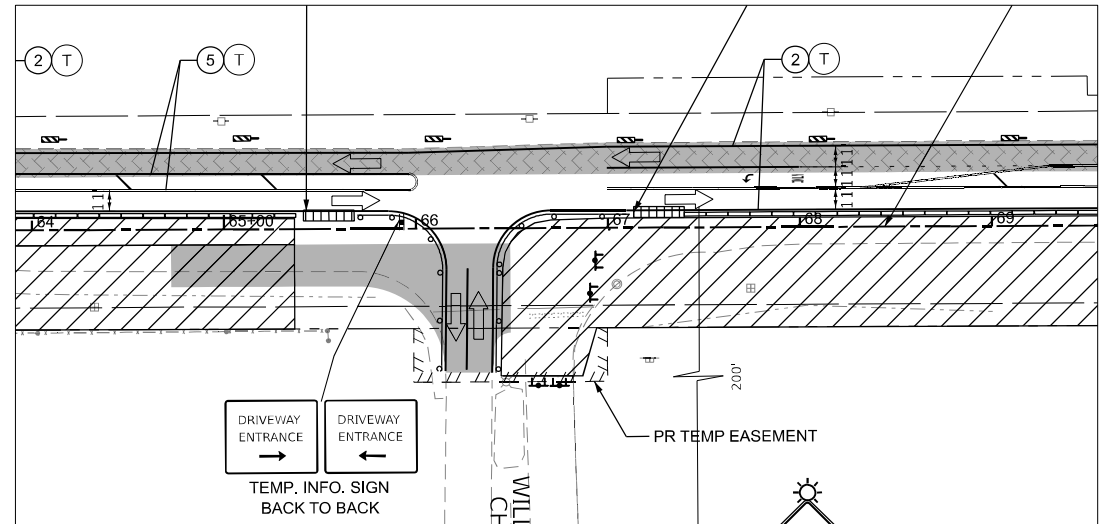 2 T
5 T
2 T
11
11
11
11
64
65+00
66
67
68
69
200'
DRIVEWAY
ENTRANCE
DRIVEWAY
ENTRANCE
PR TEMP EASEMENT
TEMP. INFO. SIGN
BACK TO BACK